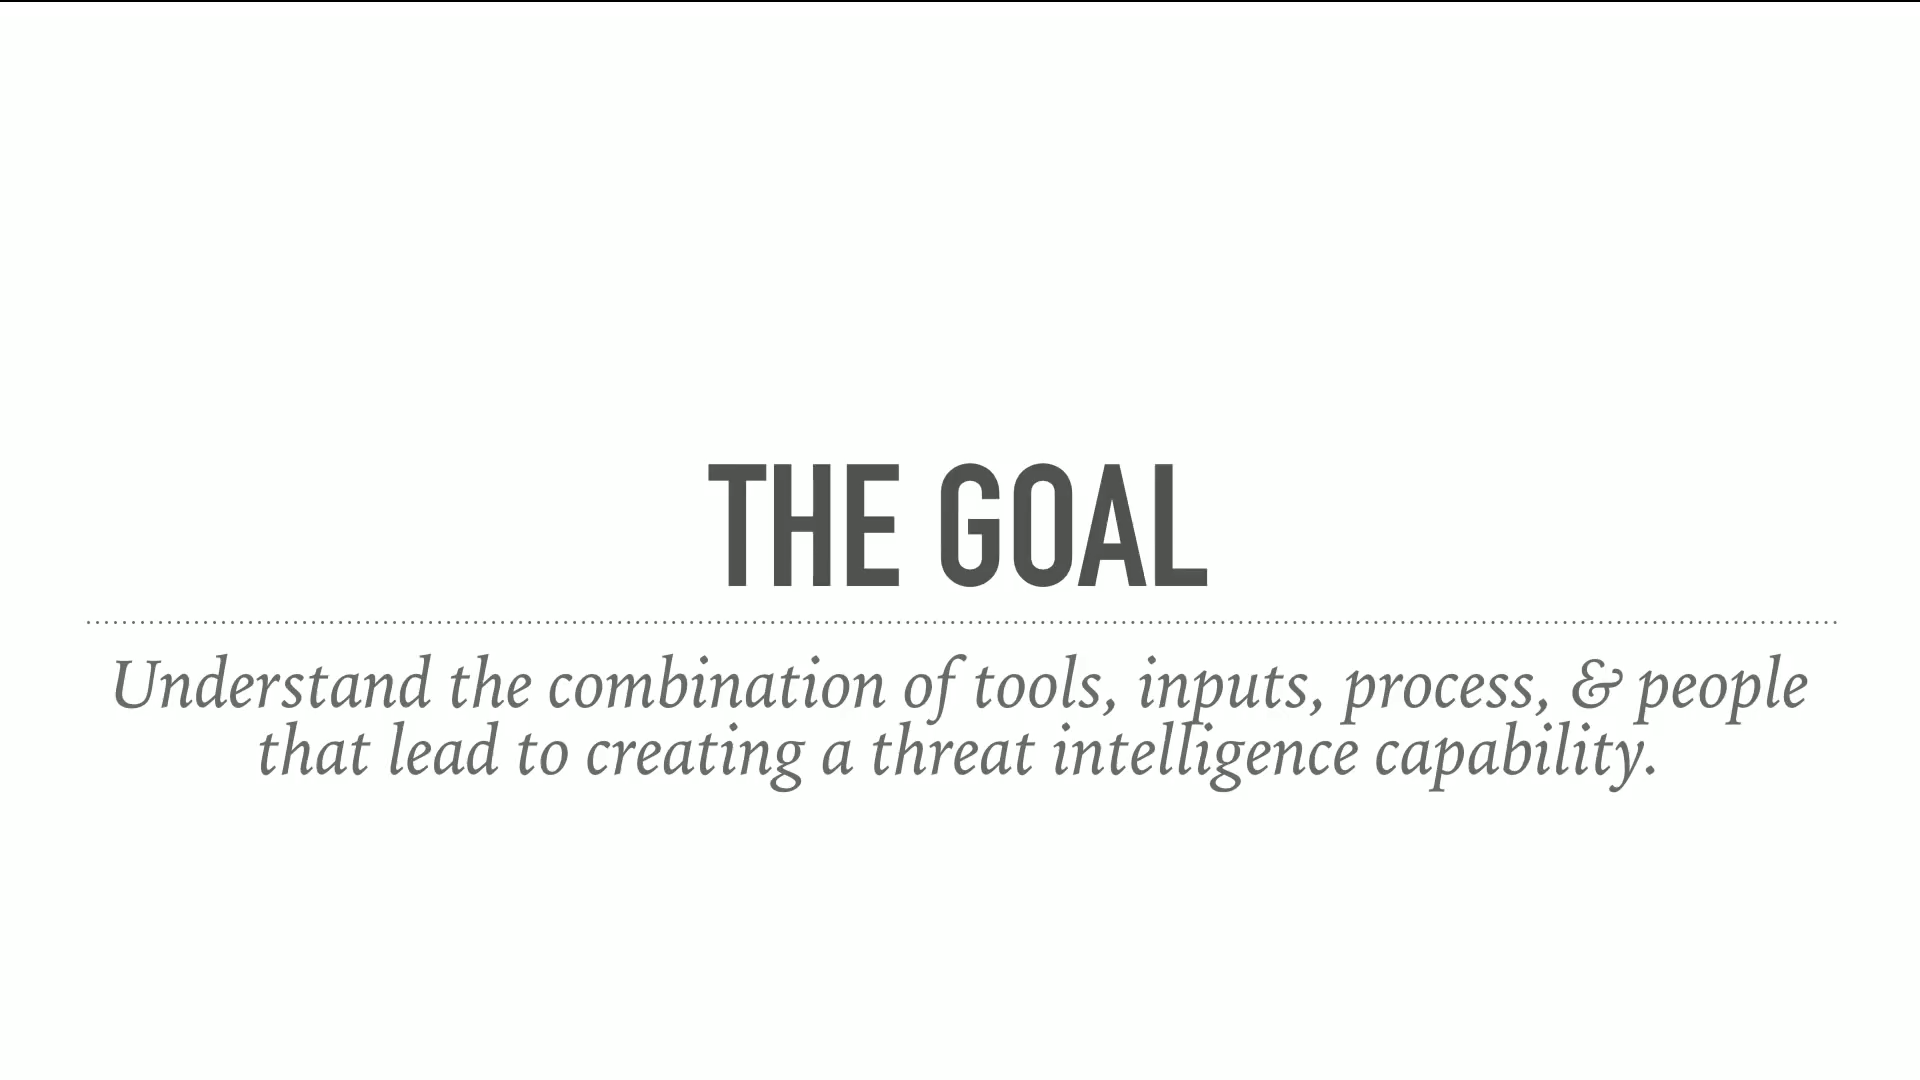 THE GOAL
Understand the combination of tools, inputs, process, & people
that lead to creating a threat intelligence capability.